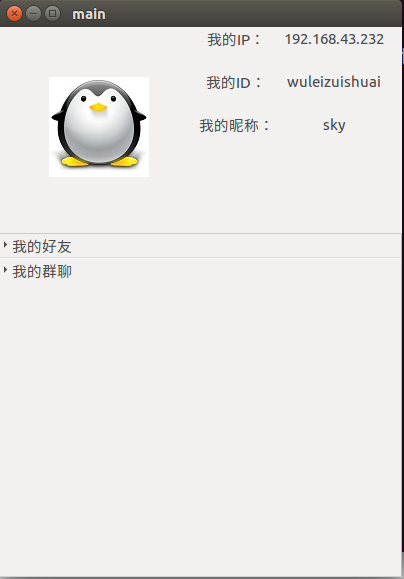 main
我的IP： 192.168.43.232
我的ID： wuleizuishuai
我的昵称： sky
我的好友
我的群聊